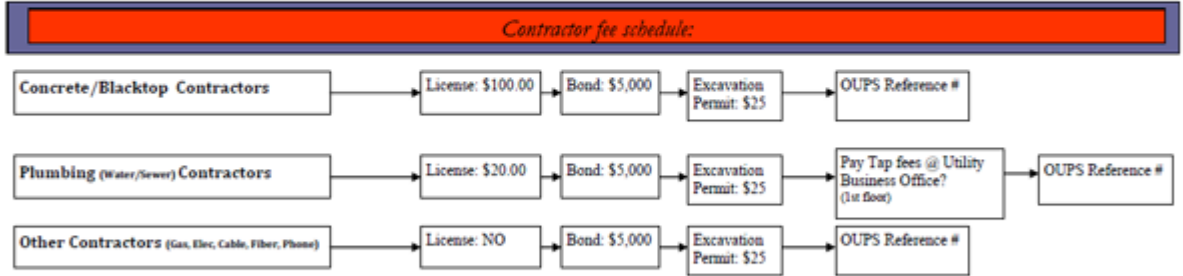 Contractor fee schedule:
Concrete/Blacktop Contractors
License: $100.00
Bond: $5,000
Excavation
Permit: $25
OUPS Reference #
Plumbing (Water/Sewer) Contractors
License: $20.00
Bond: $5,000
Excavation
Permit: $25
Pay Tap fees @ Utility
Business Office?
(1st floor)
OUPS Reference #
Other Contractors (Gas, Elec, Cable, Fiber, Phone)
License: NO
Bond: $5,000
Excavation
Permit: $25
OUPS Reference #